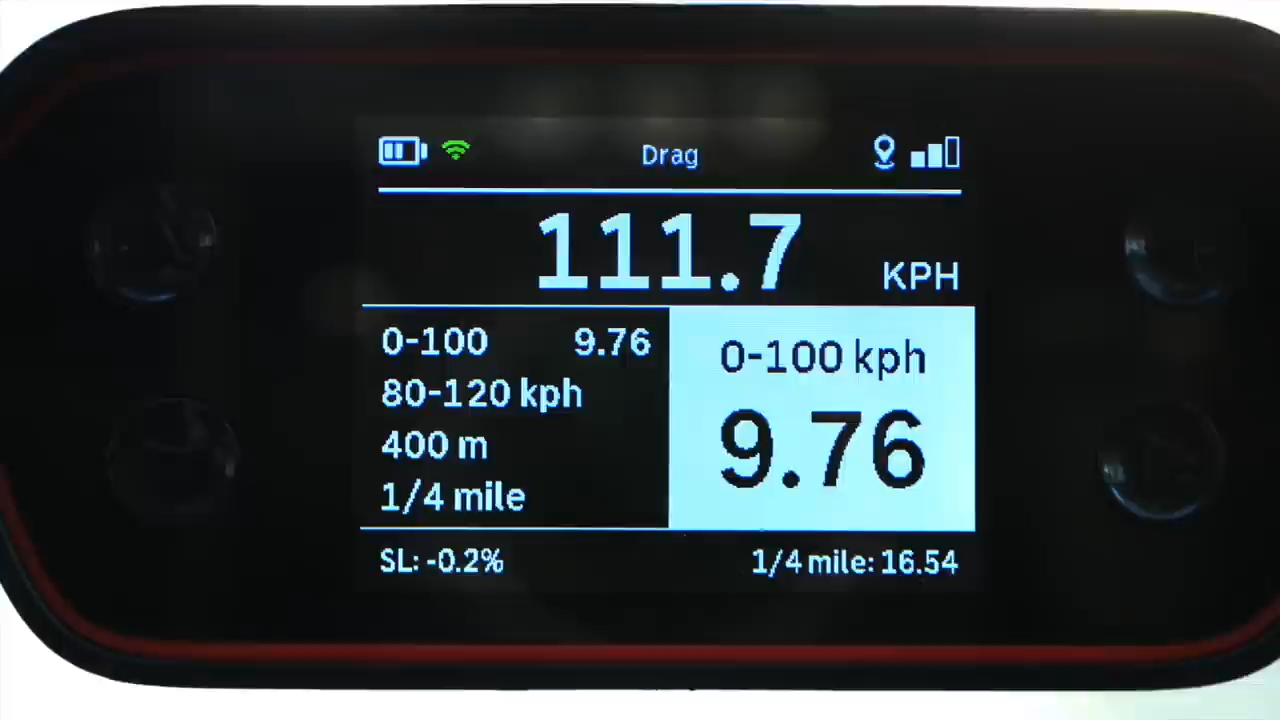 Drag
111.7 KPH
0-100 9.76
80-120 kph
400 m
1/4 mile
0-100 kph
9.76
SL: -0.2%
1/4 mile: 16.54